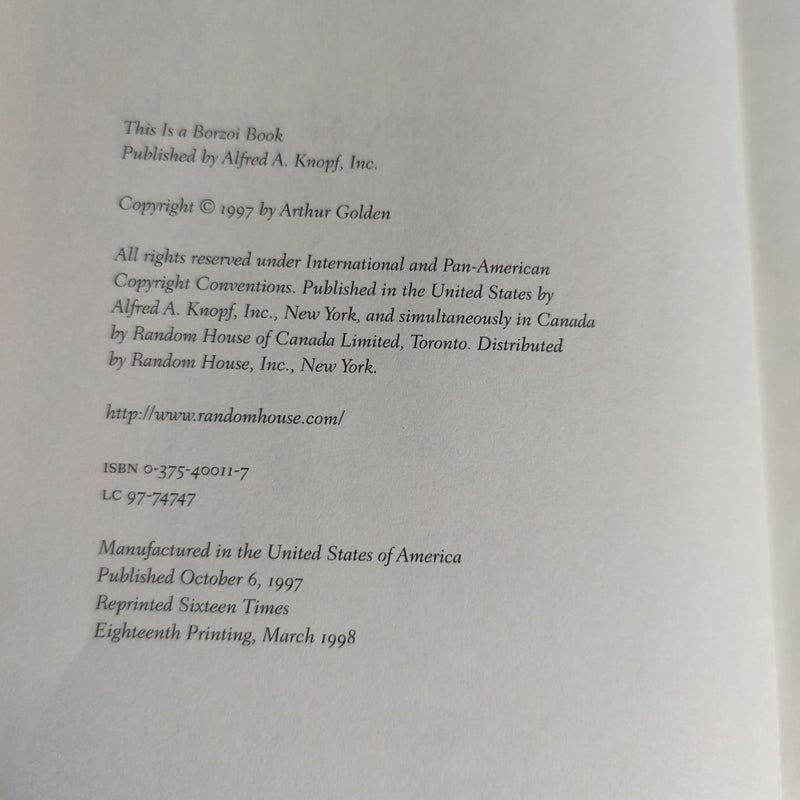 This Is a Borzoi Book
Published by Alfred A. Knopf, Inc.
Copyright © 1997 by Arthur Golden
All rights reserved under International and Pan-American
Copyright Conventions. Published in the United States by
Alfred A. Knopf, Inc., New York, and simultaneously in Canada
by Random House of Canada Limited, Toronto. Distributed
by Random House, Inc., New York.
http://www.randomhouse.com/
ISBN 0-375-40011-7
LC 97-74747
Manufactured in the United States of America
Published October 6, 1997
Reprinted Sixteen Times
Eighteenth Printing, March 1998